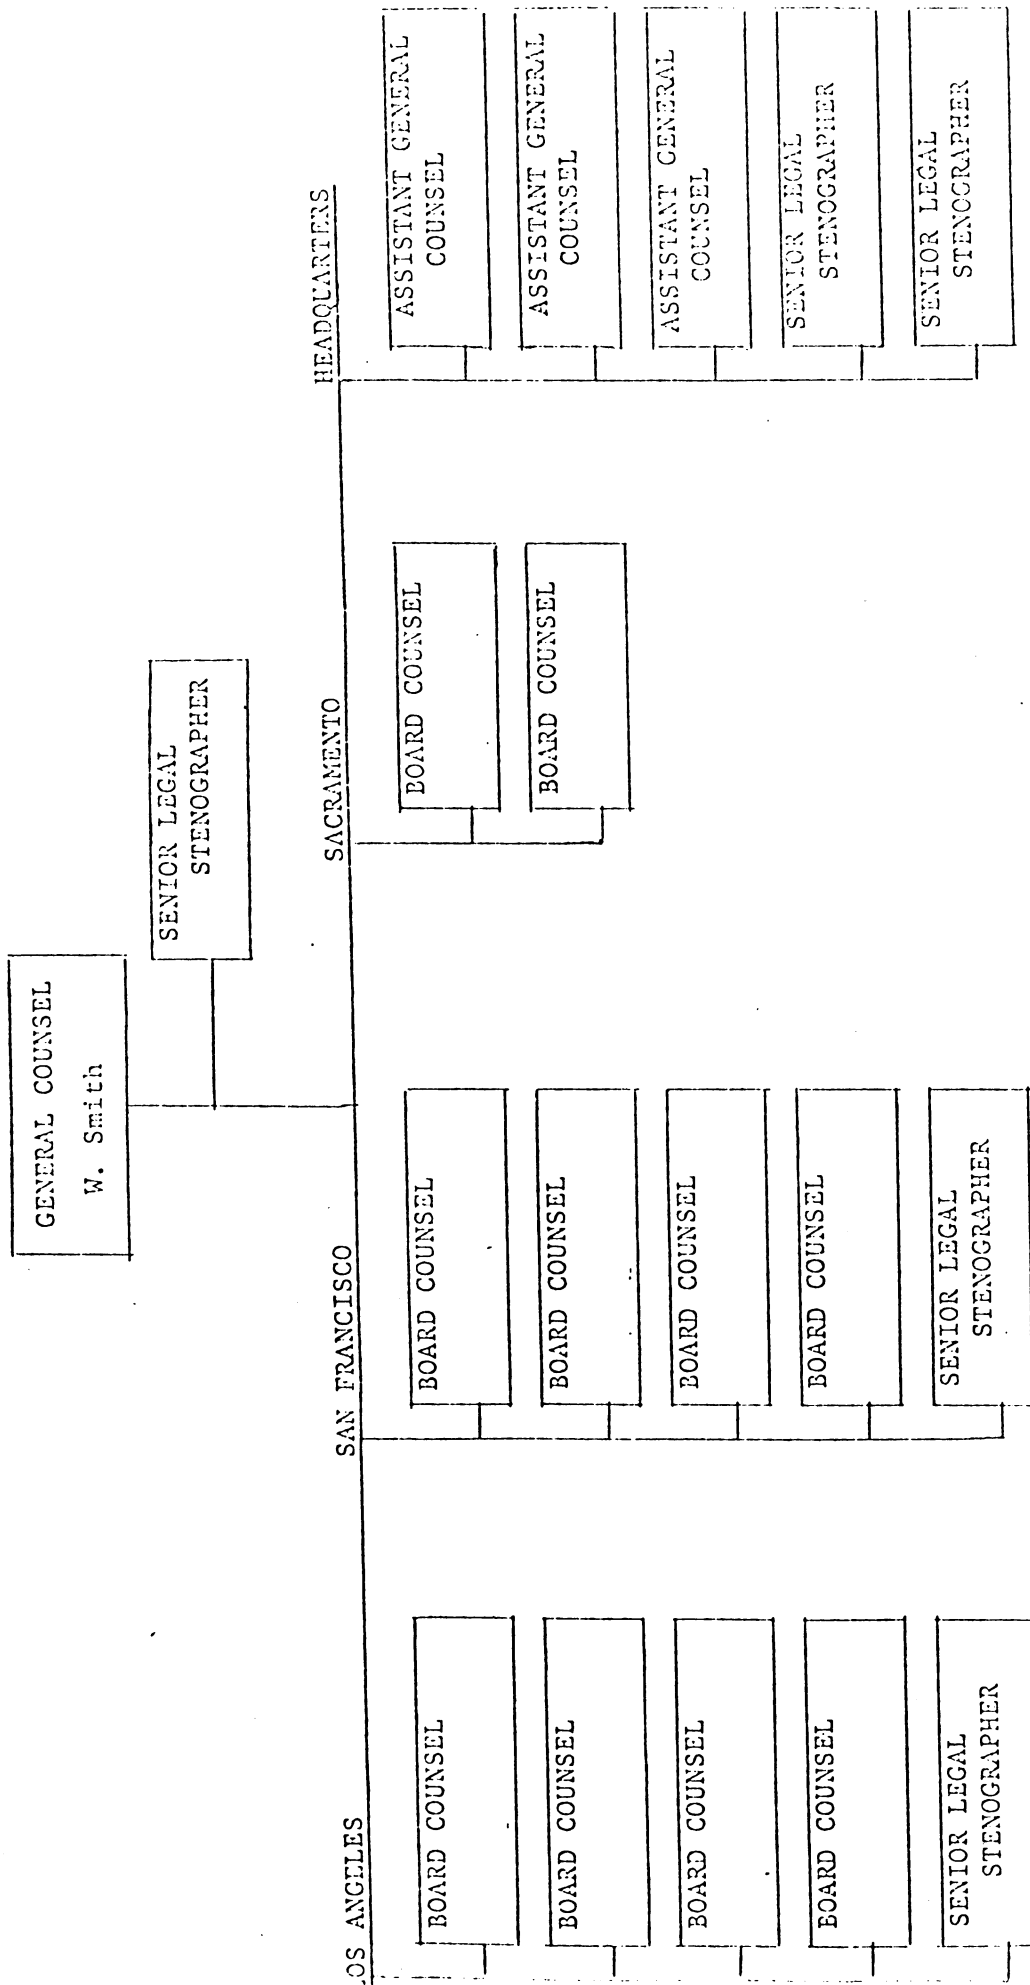 GENERAL COUNSEL
W. Smith
SENIOR LEGAL
STENOGRAPHER
OS ANGELES
BOARD COUNSEL
BOARD COUNSEL
BOARD COUNSEL
BOARD COUNSEL
SENIOR LEGAL
STENOGRAPHER
SAN FRANCISCO
BOARD COUNSEL
BOARD COUNSEL
BOARD COUNSEL
BOARD COUNSEL
SENIOR LEGAL
STENOGRAPHER
SACRAMENTO
BOARD COUNSEL
BOARD COUNSEL
HEADQUARTERS
ASSISTANT GENERAL
COUNSEL
ASSISTANT GENERAL
COUNSEL
ASSISTANT GENERAL
COUNSEL
SENIOR LEGAL
STENOGRAPHER
SENIOR LEGAL
STENOGRAPHER